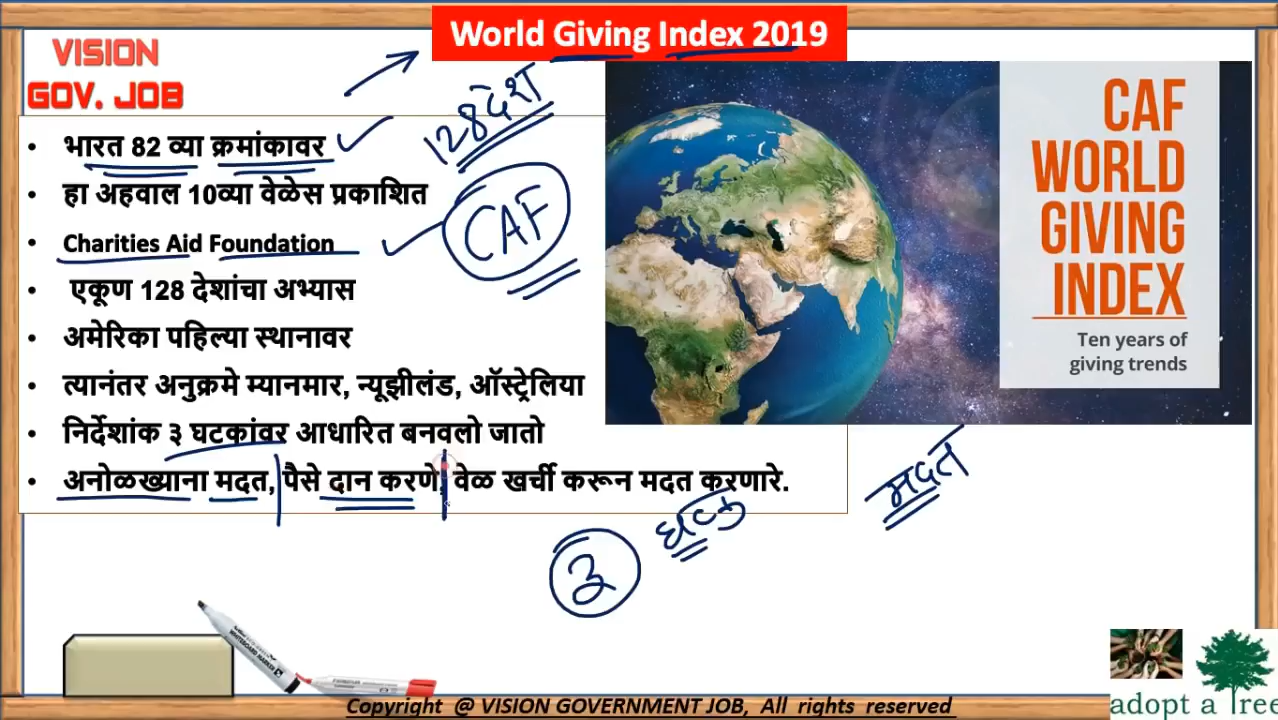 World Giving Index 2019
VISION
GOV. JOB
128 देश
• भारत 82 व्या क्रमांकावर
• हा अहवाल 10व्या वेळेस प्रकाशित
• Charities Aid Foundation
CAF
• एकूण 128 देशांचा अभ्यास
• अमेरिका पहिल्या स्थानावर
• त्यानंतर अनुक्रमे म्यानमार, न्यूझीलंड, ऑस्ट्रेलिया
• निर्देशांक ३ घटकांवर आधारित बनवलो जातो
• अनोळख्याना मदत, पैसे दान करणे, वेळ खर्ची करून मदत करणारे.
CAF
WORLD
GIVING
INDEX
Ten years of
giving trends
मदत
३ घटक
WHITEBOARD MARKER
adopt a Tree
Copyright @ VISION GOVERNMENT JOB, All rights reserved